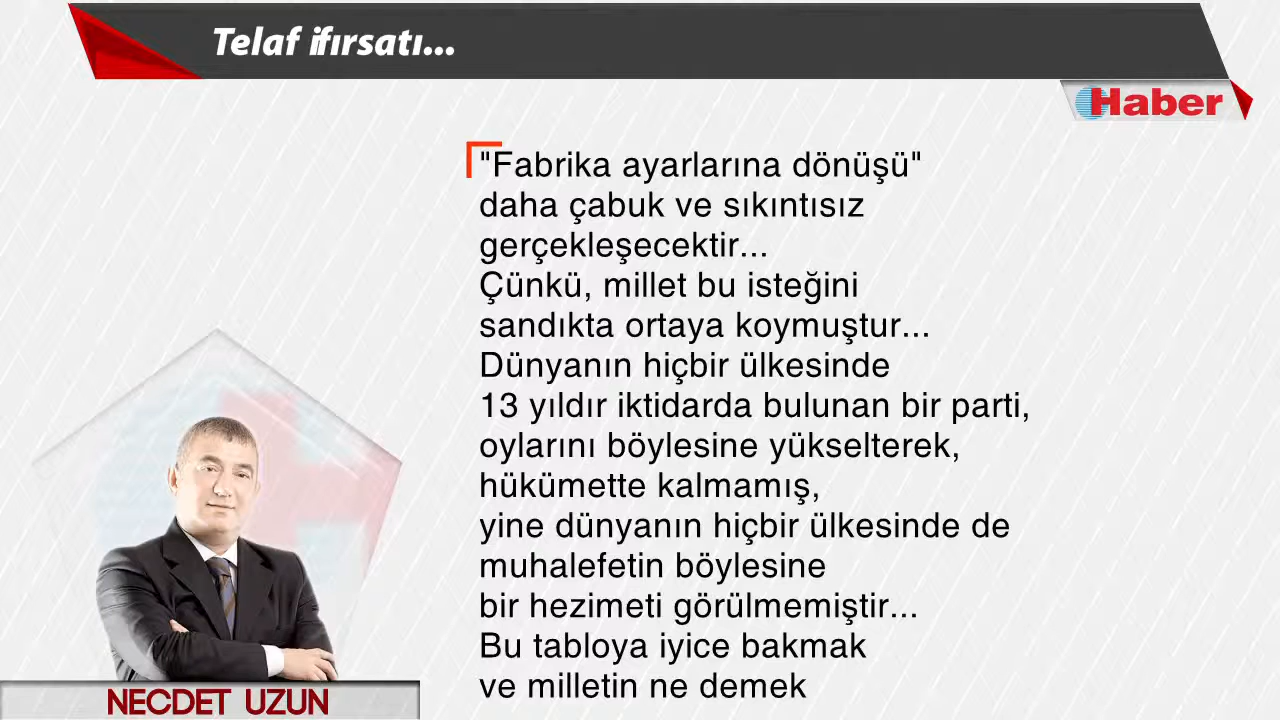 Telaf ifırsatı...
Haber
"Fabrika ayarlarına dönüşü"
daha çabuk ve sıkıntısız
gerçekleşecektir...
Çünkü, millet bu isteğini
sandıkta ortaya koymuştur...
Dünyanın hiçbir ülkesinde
13 yıldır iktidarda bulunan bir parti,
oylarını böylesine yükselterek,
hükümette kalmamış,
yine dünyanın hiçbir ülkesinde de
muhalefetin böylesine
bir hezimeti görülmemiştir...
Bu tabloya iyice bakmak
ve milletin ne demek
NECDET UZUN